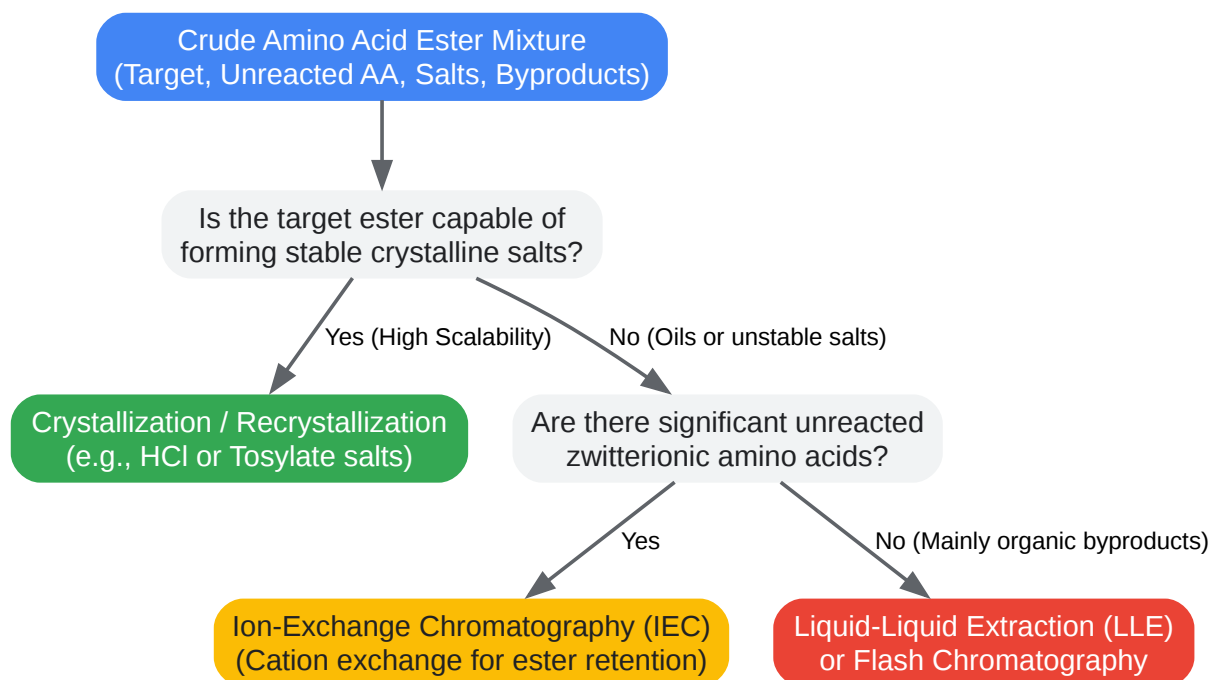 Crude Amino Acid Ester Mixture
(Target, Unreacted AA, Salts, Byproducts)
Is the target ester capable of
forming stable crystalline salts?
Yes (High Scalability)
No (Oils or unstable salts)
Crystallization / Recrystallization
(e.g., HCl or Tosylate salts)
Are there significant unreacted
zwitterionic amino acids?
Yes
No (Mainly organic byproducts)
Ion-Exchange Chromatography (IEC)
(Cation exchange for ester retention)
Liquid-Liquid Extraction (LLE)
or Flash Chromatography